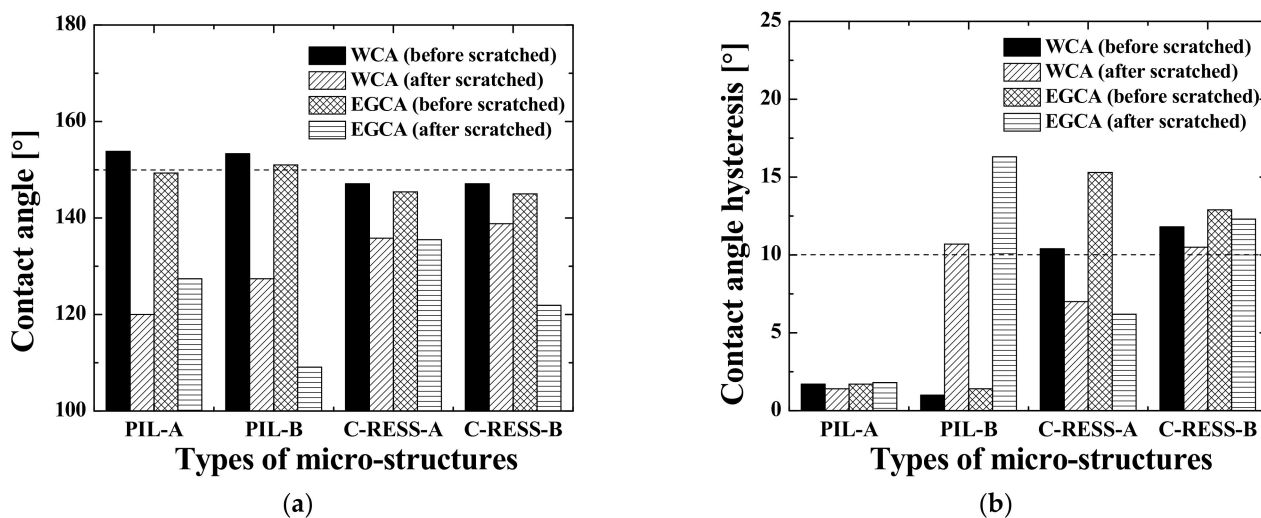 180
160
140
120
100
Contact angle [°]
WCA (before scratched)
WCA (after scratched)
EGCA (before scratched)
EGCA (after scratched)
PIL-A PIL-B C-RESS-A C-RESS-B
Types of micro-structures
(a)
25
20
15
10
5
0
Contact angle hysteresis [°]
WCA (before scratched)
WCA (after scratched)
EGCA (before scratched)
EGCA (after scratched)
PIL-A PIL-B C-RESS-A C-RESS-B
Types of micro-structures
(b)